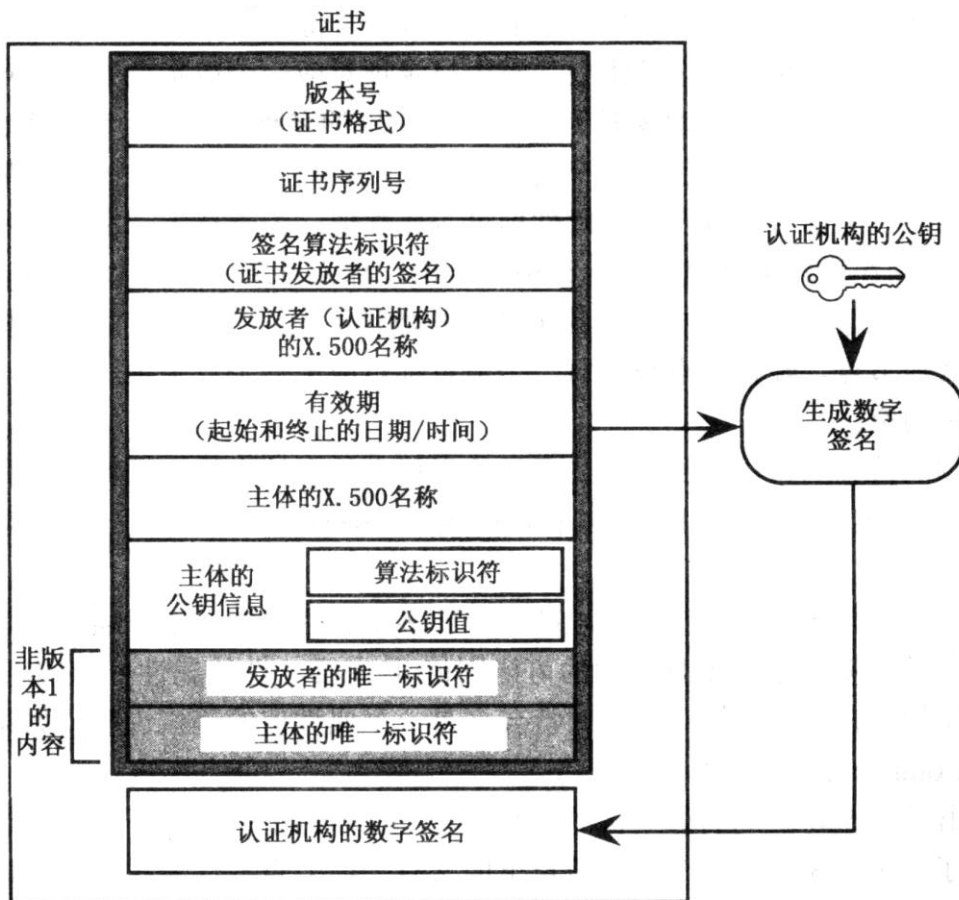 证书
版本号
（证书格式）
证书序列号
签名算法标识符
（证书发放者的签名）
发放者（认证机构）
的X.500名称
有效期
（起始和终止的日期/时间）
主体的X.500名称
主体的
公钥信息
算法标识符
公钥值
非版
本1
的
内容
发放者的唯一标识符
主体的唯一标识符
认证机构的数字签名
认证机构的公钥
生成数字
签名